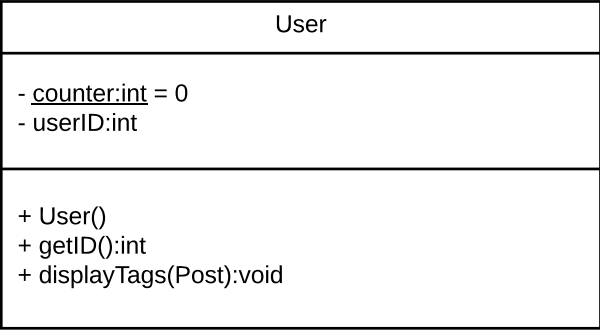 User
- counter:int = 0
- userID:int
+ User()
+ getID():int
+ displayTags(Post):void